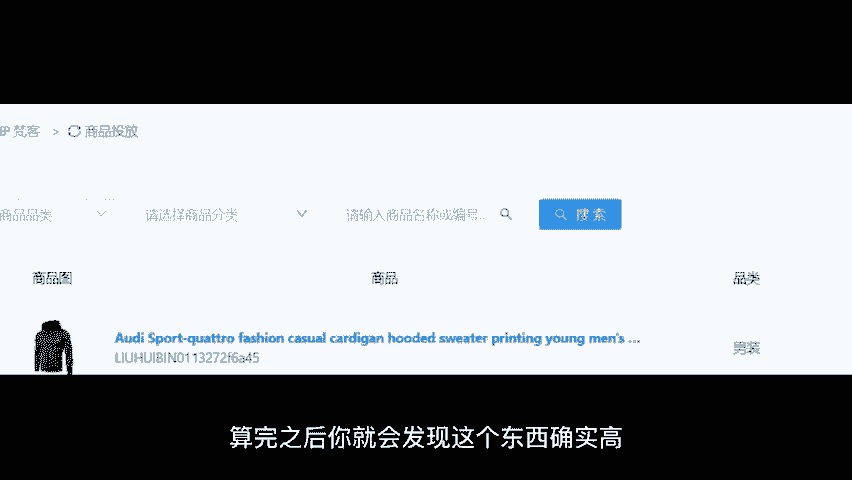 梵客 > 商品投放
商品品类 请选择商品分类 请输入商品名称或编号.. 搜索
商品图 商品 品类
Audi Sport-quattro fashion casual cardigan hooded sweater printing young men's ...
LIUHUIBIN0113272f6a45 男装
算完之后你就会发现这个东西确实高